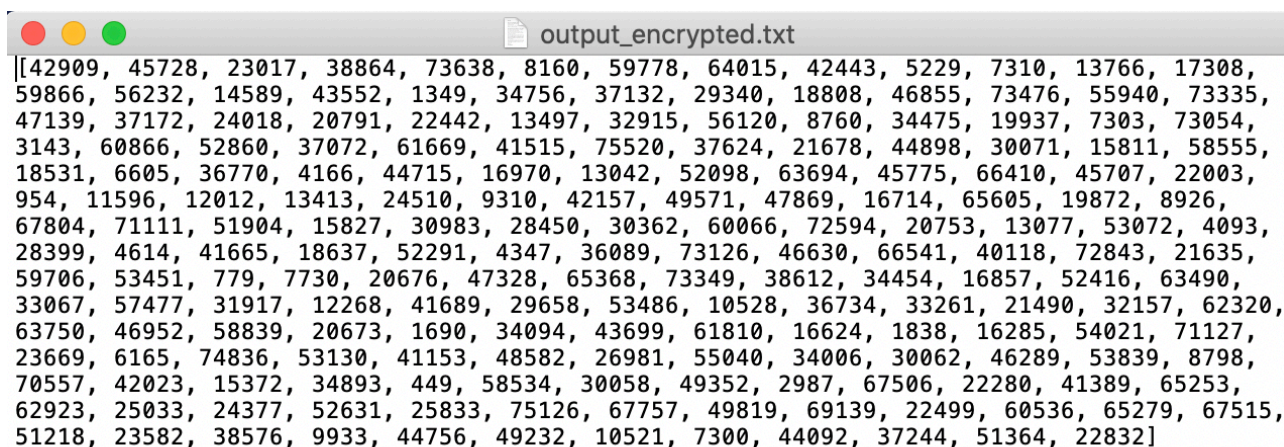 output_encrypted.txt
[42909, 45728, 23017, 38864, 73638, 8160, 59778, 64015, 42443, 5229, 7310, 13766, 17308,
59866, 56232, 14589, 43552, 1349, 34756, 37132, 29340, 18808, 46855, 73476, 55940, 73335,
47139, 37172, 24018, 20791, 22442, 13497, 32915, 56120, 8760, 34475, 19937, 7303, 73054,
3143, 60866, 52860, 37072, 61669, 41515, 75520, 37624, 21678, 44898, 30071, 15811, 58555,
18531, 6605, 36770, 4166, 44715, 16970, 13042, 52098, 63694, 45775, 66410, 45707, 22003,
954, 11596, 12012, 13413, 24510, 9310, 42157, 49571, 47869, 16714, 65605, 19872, 8926,
67804, 71111, 51904, 15827, 30983, 28450, 30362, 60066, 72594, 20753, 13077, 53072, 4093,
28399, 4614, 41665, 18637, 52291, 4347, 36089, 73126, 46630, 66541, 40118, 72843, 21635,
59706, 53451, 779, 7730, 20676, 47328, 65368, 73349, 38612, 34454, 16857, 52416, 63490,
33067, 57477, 31917, 12268, 41689, 29658, 53486, 10528, 36734, 33261, 21490, 32157, 62320,
63750, 46952, 58839, 20673, 1690, 34094, 43699, 61810, 16624, 1838, 16285, 54021, 71127,
23669, 6165, 74836, 53130, 41153, 48582, 26981, 55040, 34006, 30062, 46289, 53839, 8798,
70557, 42023, 15372, 34893, 449, 58534, 30058, 49352, 2987, 67506, 22280, 41389, 65253,
62923, 25033, 24377, 52631, 25833, 75126, 67757, 49819, 69139, 22499, 60536, 65279, 67515,
51218, 23582, 38576, 9933, 44756, 49232, 10521, 7300, 44092, 37244, 51364, 22832]